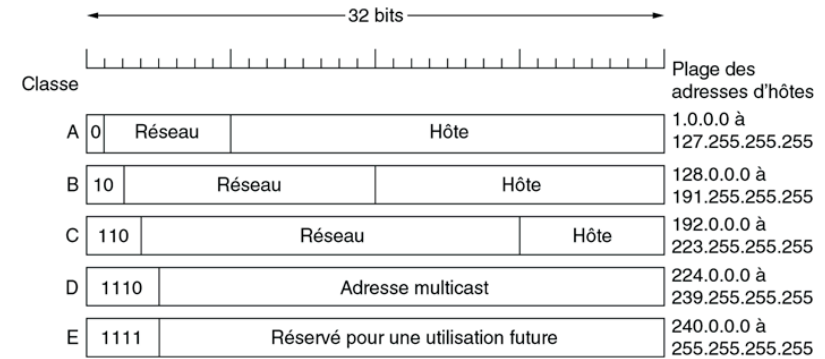 32 bits
Classe
Plage des
adresses d'hôtes
A 0 Réseau Hôte 1.0.0.0 à
127.255.255.255
B 10 Réseau Hôte 128.0.0.0 à
191.255.255.255
C 110 Réseau Hôte 192.0.0.0 à
223.255.255.255
D 1110 Adresse multicast 224.0.0.0 à
239.255.255.255
E 1111 Réservé pour une utilisation future 240.0.0.0 à
255.255.255.255